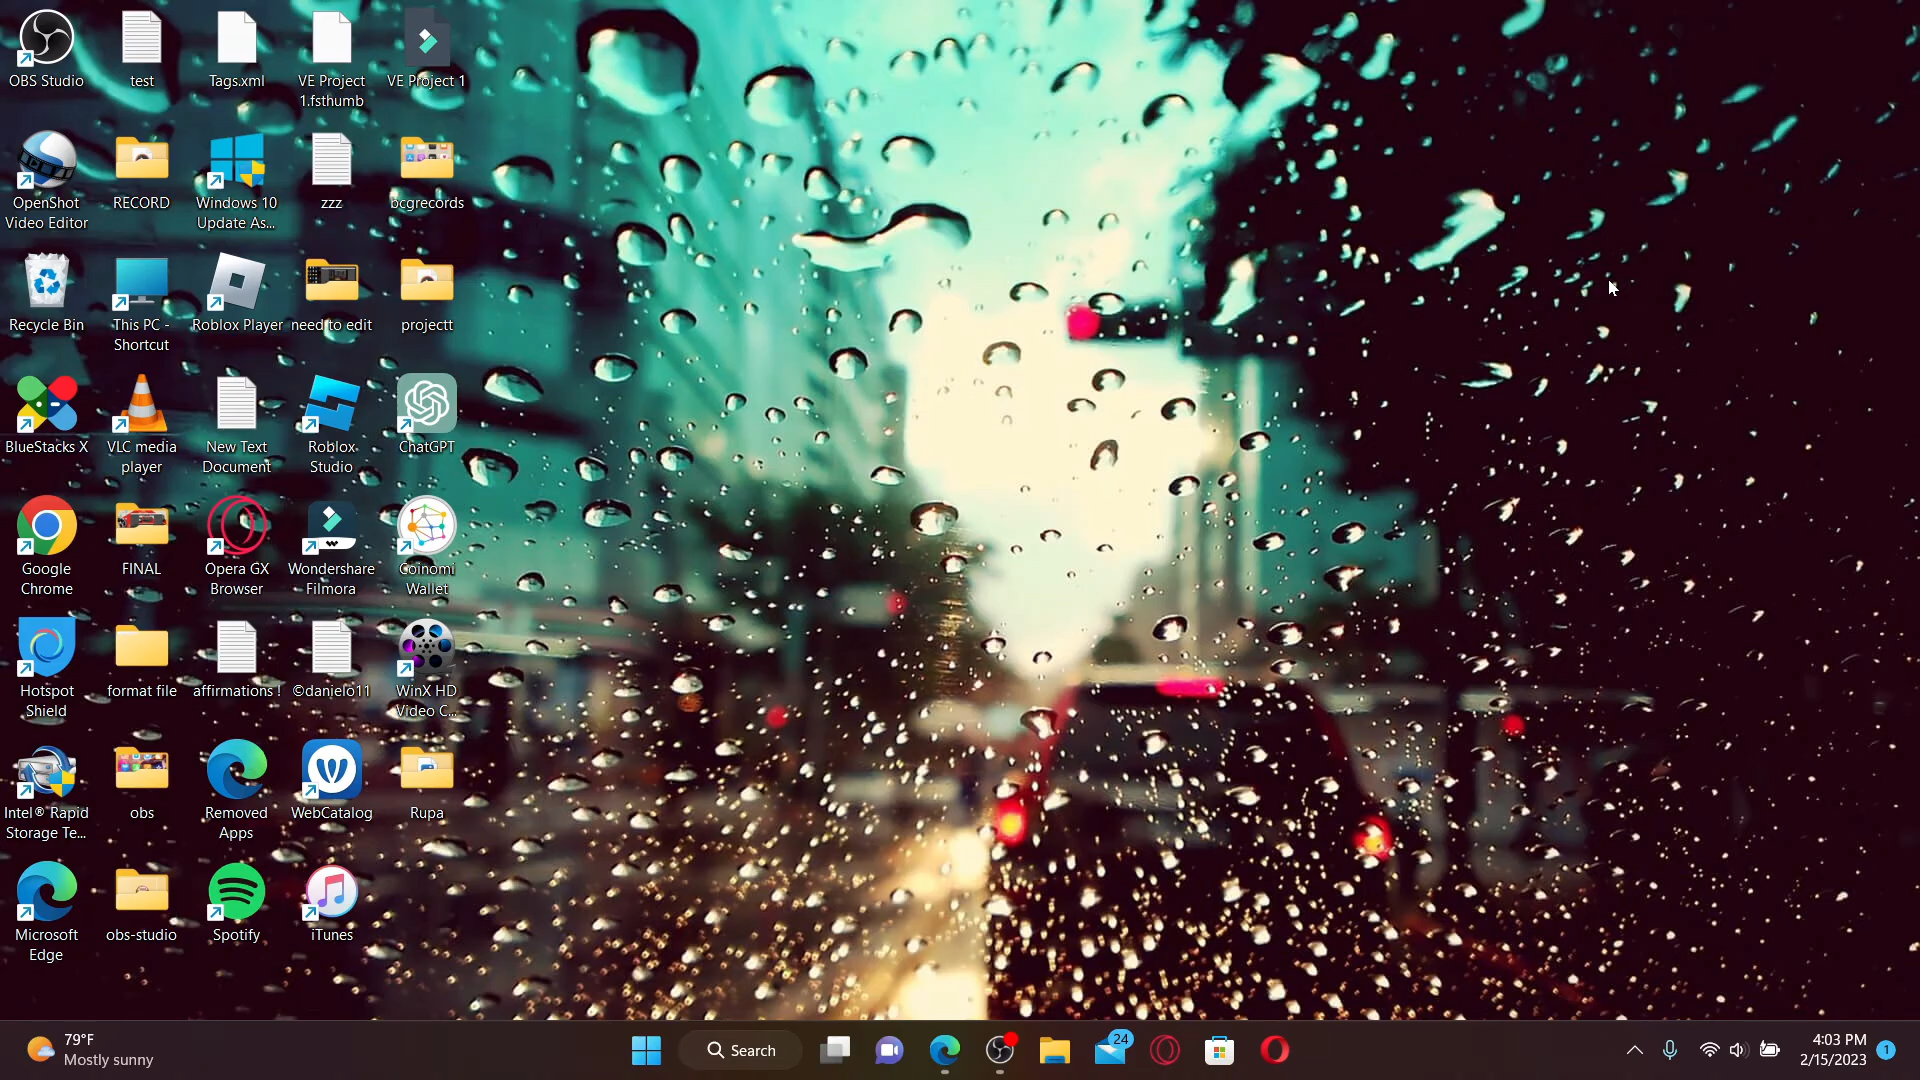 OBS Studio
test
Tags.xml
VE Project
1.fsthumb
VE Project 1
OpenShot
Video Editor
RECORD
Windows 10
Update As...
zzz
bcgrecords
Recycle Bin
This PC -
Shortcut
Roblox Player
need to edit
projectt
BlueStacks X
VLC media
player
New Text
Document
Roblox
Studio
ChatGPT
Google
Chrome
FINAL
Opera GX
Browser
Wondershare
Filmora
Coinomi
Wallet
Hotspot
Shield
format file
affirmations !
©danielo11
WinX HD
Video C...
Intel® Rapid
Storage Te...
obs
Removed
Apps
WebCatalog
Rupa
Microsoft
Edge
obs-studio
Spotify
iTunes
79°F
Mostly sunny
Search
24
4:03 PM
2/15/2023
1